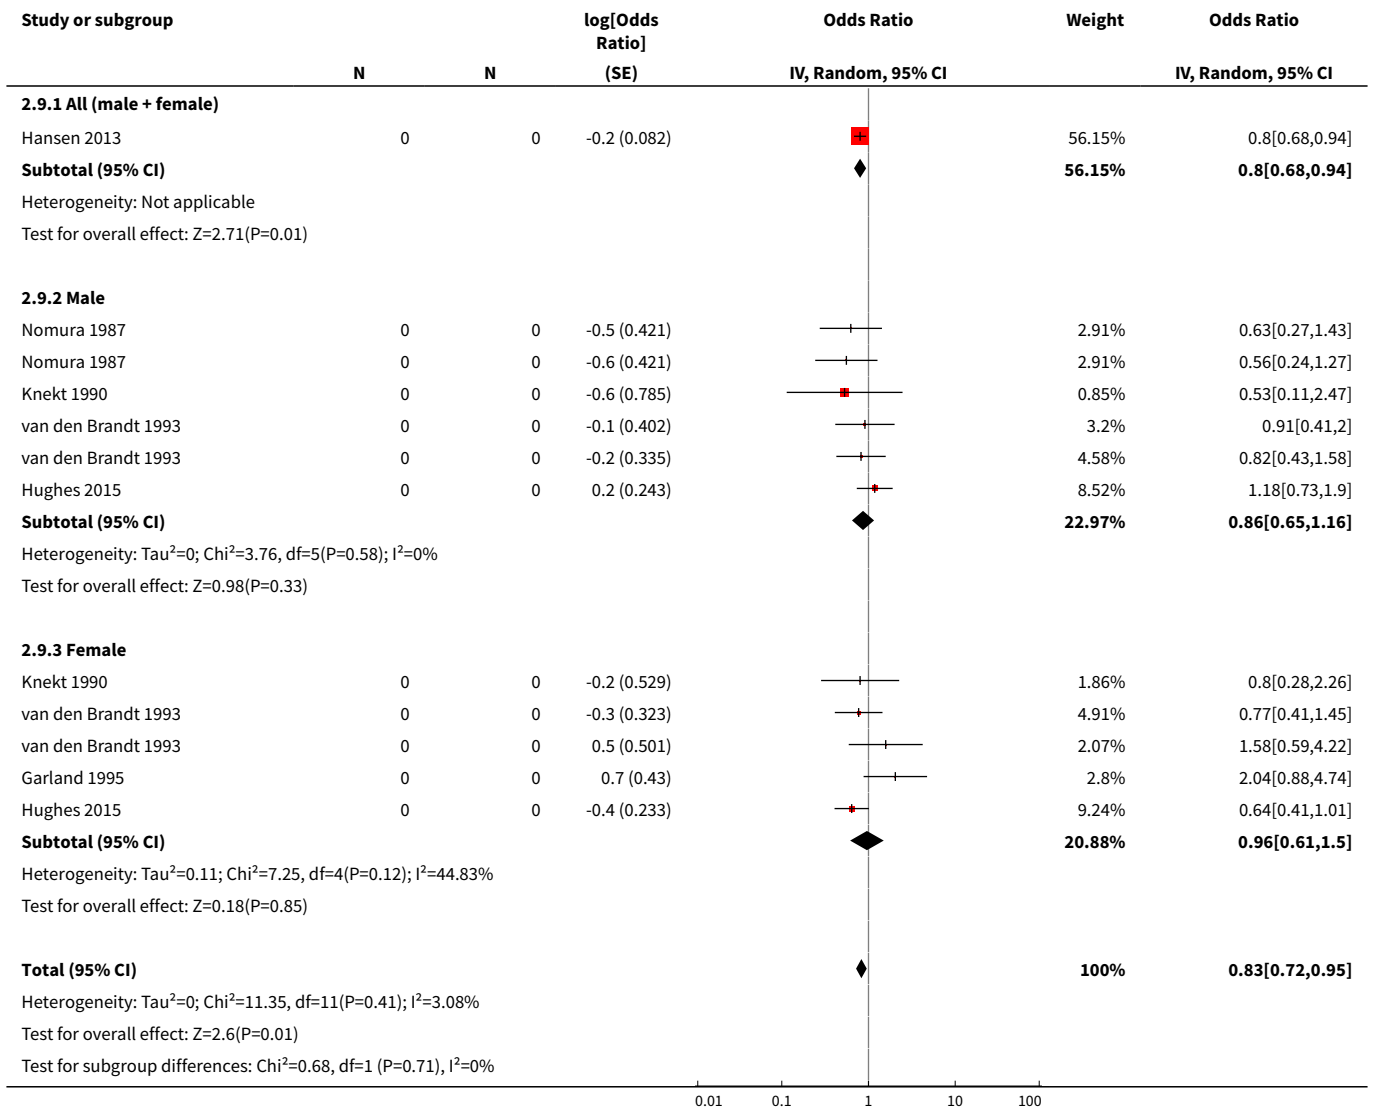 Study or subgroup log[Odds Ratio] Odds Ratio Weight Odds Ratio
N N (SE) IV, Random, 95% CI IV, Random, 95% CI
2.9.1 All (male + female)
Hansen 2013 0 0 -0.2 (0.082) 56.15% 0.8[0.68,0.94]
Subtotal (95% CI) 56.15% 0.8[0.68,0.94]
Heterogeneity: Not applicable
Test for overall effect: Z=2.71(P=0.01)
2.9.2 Male
Nomura 1987 0 0 -0.5 (0.421) 2.91% 0.63[0.27,1.43]
Nomura 1987 0 0 -0.6 (0.421) 2.91% 0.56[0.24,1.27]
Knekt 1990 0 0 -0.6 (0.785) 0.85% 0.53[0.11,2.47]
van den Brandt 1993 0 0 -0.1 (0.402) 3.2% 0.91[0.41,2]
van den Brandt 1993 0 0 -0.2 (0.335) 4.58% 0.82[0.43,1.58]
Hughes 2015 0 0 0.2 (0.243) 8.52% 1.18[0.73,1.9]
Subtotal (95% CI) 22.97% 0.86[0.65,1.16]
Heterogeneity: Tau²=0; Chi²=3.76, df=5(P=0.58); I²=0%
Test for overall effect: Z=0.98(P=0.33)
2.9.3 Female
Knekt 1990 0 0 -0.2 (0.529) 1.86% 0.8[0.28,2.26]
van den Brandt 1993 0 0 -0.3 (0.323) 4.91% 0.77[0.41,1.45]
van den Brandt 1993 0 0 0.5 (0.501) 2.07% 1.58[0.59,4.22]
Garland 1995 0 0 0.7 (0.43) 2.8% 2.04[0.88,4.74]
Hughes 2015 0 0 -0.4 (0.233) 9.24% 0.64[0.41,1.01]
Subtotal (95% CI) 20.88% 0.96[0.61,1.5]
Heterogeneity: Tau²=0.11; Chi²=7.25, df=4(P=0.12); I²=44.83%
Test for overall effect: Z=0.18(P=0.85)
Total (95% CI) 100% 0.83[0.72,0.95]
Heterogeneity: Tau²=0; Chi²=11.35, df=11(P=0.41); I²=3.08%
Test for overall effect: Z=2.6(P=0.01)
Test for subgroup differences: Chi²=0.68, df=1 (P=0.71), I²=0%
0.01 0.1 1 10 100